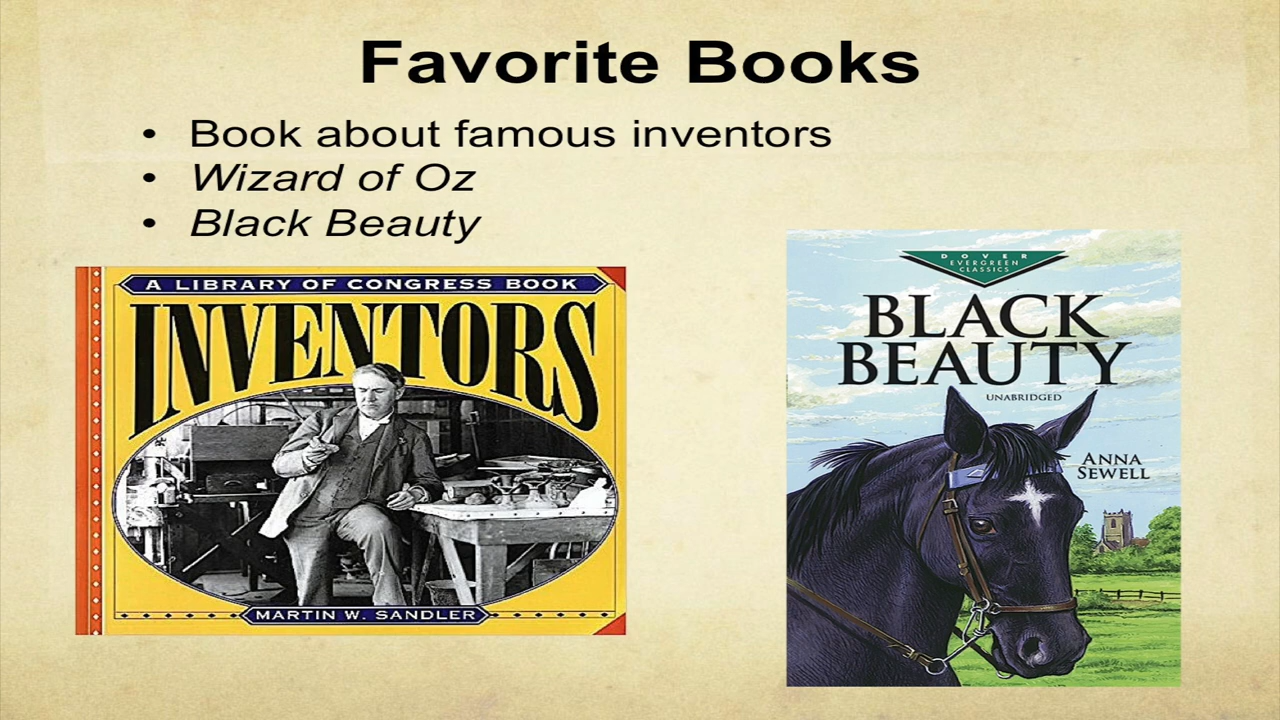 Favorite Books
• Book about famous inventors
• Wizard of Oz
• Black Beauty
A LIBRARY OF CONGRESS BOOK
INVENTORS
MARTIN W. SANDLER
DOVER
EVERGREEN
CLASSICS
BLACK
BEAUTY
UNABRIDGED
ANNA
SEWELL